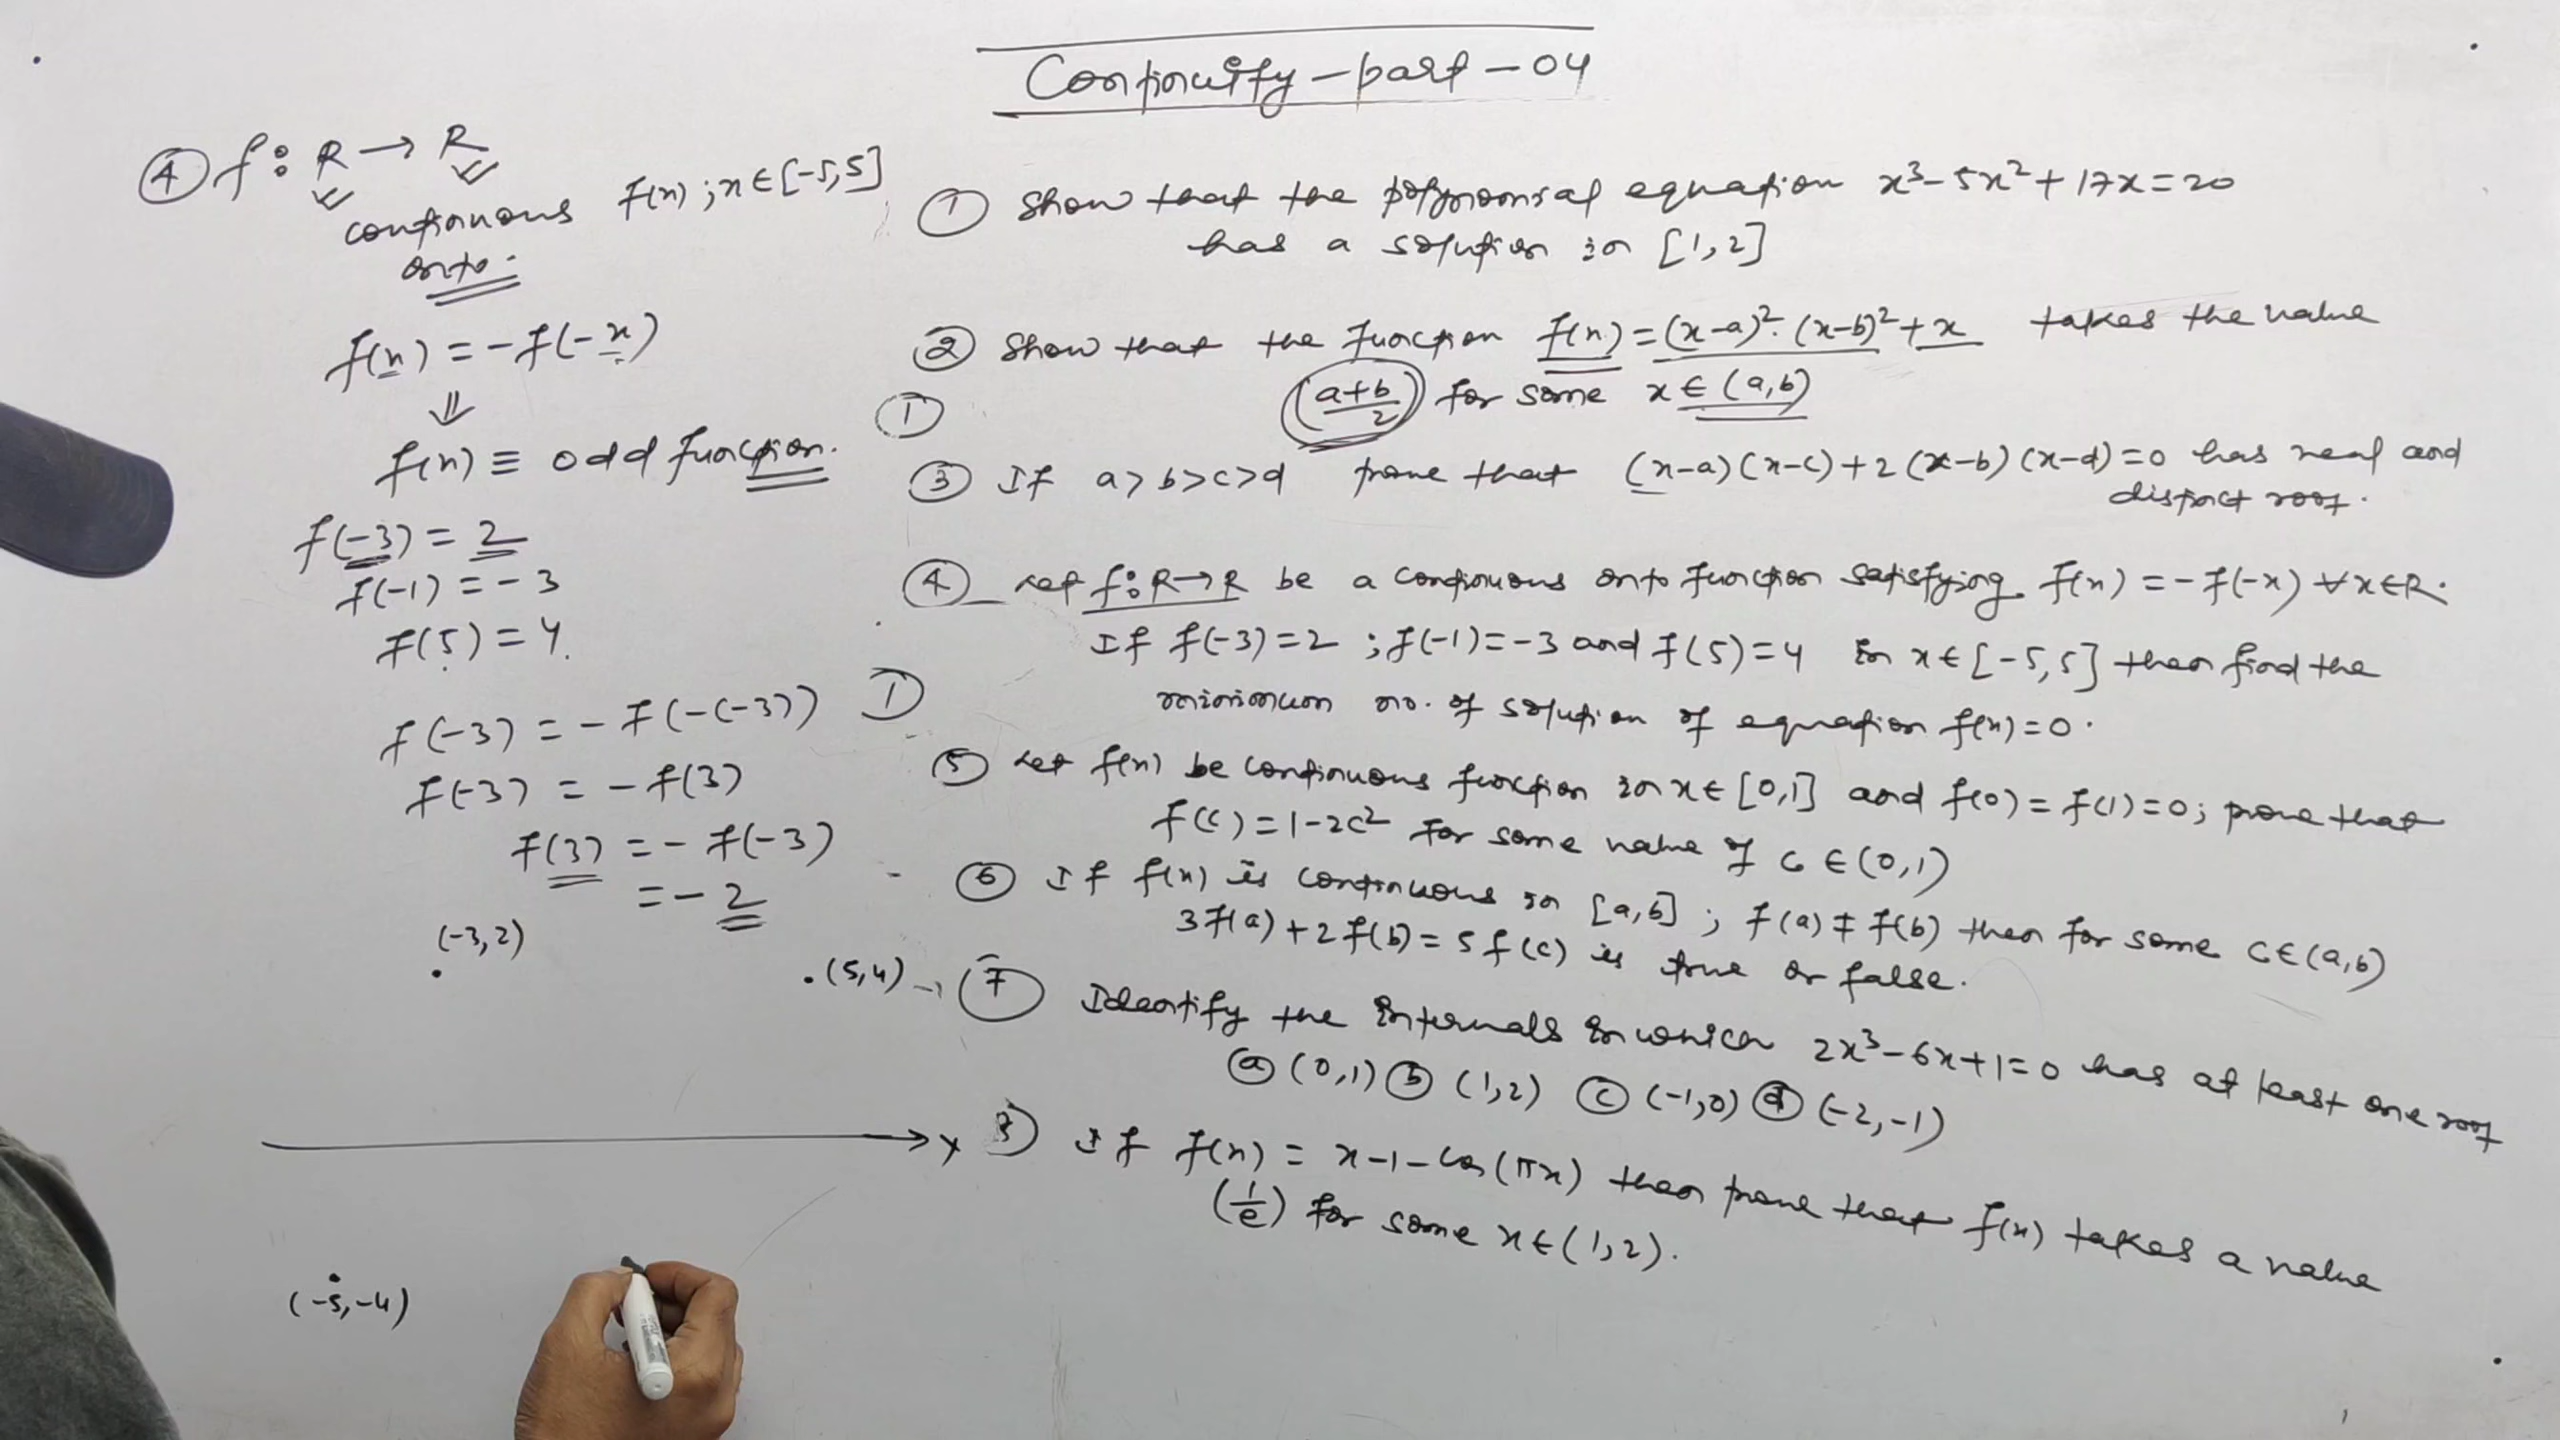 Continuity - part - 04
④ f: R → R
continuous f(x) ; x ∈ [-5, 5]
onto.
f(x) = -f(-x)
⇓
f(x) ≡ odd function.
f(-3) = 2
f(-1) = -3
f(5) = 4.
f(-3) = -f(-(-3))
f(-3) = -f(3)
f(3) = -f(-3)
= -2
(-3, 2)
(5, 4)
x
(-5, -4)
① Show that the polynomial equation x³ - 5x² + 17x = 20
has a solution in [1, 2]
② Show that the function f(x) = (x-a)². (x-b)² + x takes the value
(a+b/2) for some x ∈ (a, b)
①
③ If a > b > c > d prove that (x-a)(x-c) + 2(x-b)(x-d) = 0 has real and
distinct root.
④ Let f: R → R be a continuous onto function satisfying f(x) = -f(-x) ∀ x ∈ R.
If f(-3) = 2 ; f(-1) = -3 and f(5) = 4 in x ∈ [-5, 5] then find the
minimum no. of solution of equation f(x) = 0.
①
⑤ Let f(x) be continuous function in x ∈ [0, 1] and f(0) = f(1) = 0; prove that
f(c) = 1 - 2c² for some value of c ∈ (0, 1)
⑥ If f(x) is continuous in [a, b] ; f(a) ≠ f(b) then for some c ∈ (a, b)
3f(a) + 2f(b) = 5f(c) is true or false.
⑦ Identify the intervals in which 2x³ - 6x + 1 = 0 has at least one root
ⓐ (0, 1) ⓑ (1, 2) ⓒ (-1, 0) ⓓ (-2, -1)
If f(x) = x - 1 - cos(πx) then prove that f(x) takes a value
(1/e) for some x ∈ (1, 2).